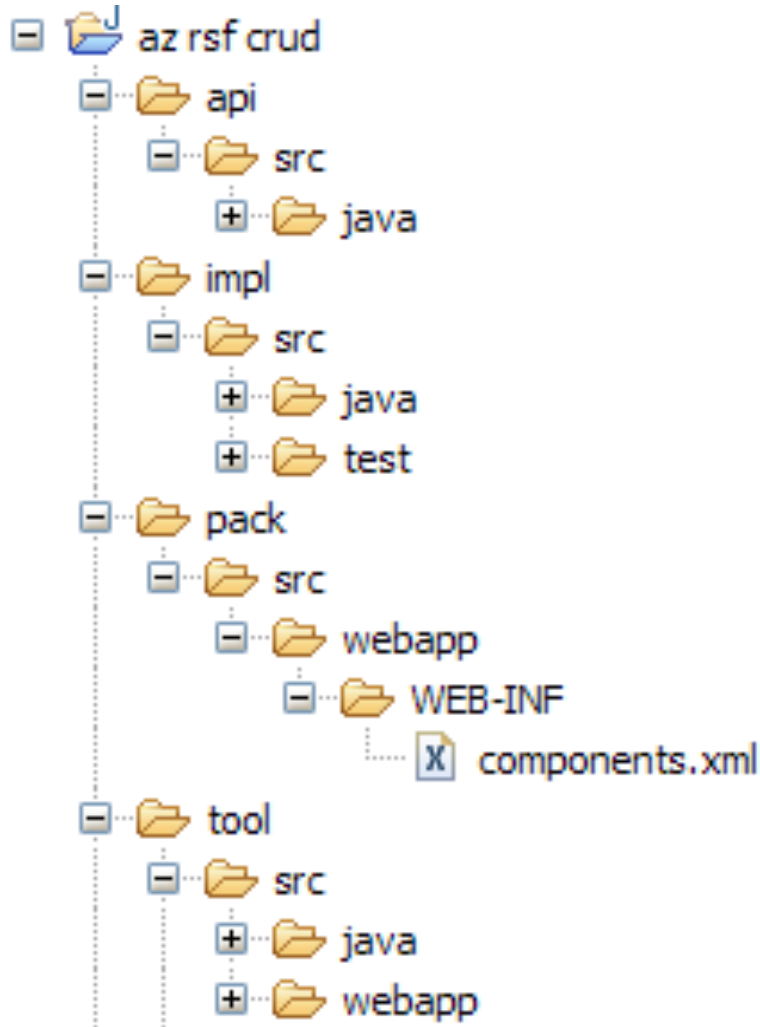 az rsf crud
api
src
java
impl
src
java
test
pack
src
webapp
WEB-INF
components.xml
tool
src
java
webapp